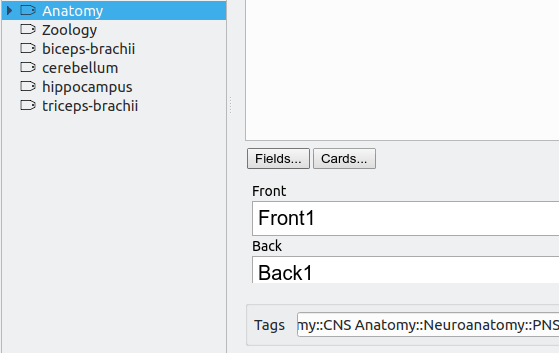 Anatomy
Zoology
biceps-brachii
cerebellum
hippocampus
triceps-brachii
Fields... Cards...
Front
Front1
Back
Back1
Tags my::CNS Anatomy::Neuroanatomy::PNS